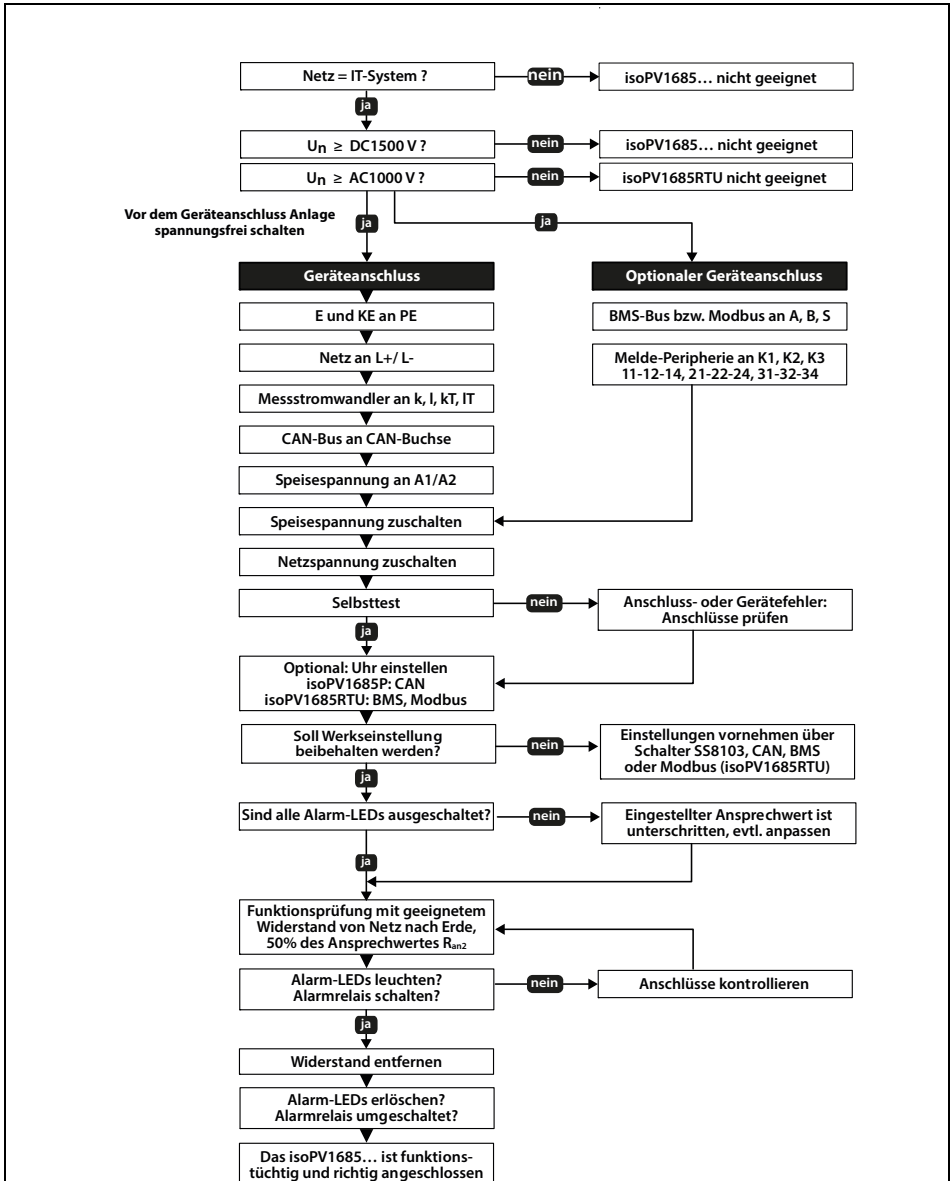 Netz = IT-System ?
nein
isoPV1685… nicht geeignet
ja
Un ≥ DC1500 V ?
nein
isoPV1685… nicht geeignet
Un ≥ AC1000 V ?
nein
isoPV1685RTU nicht geeignet
Vor dem Geräteanschluss Anlage
spannungsfrei schalten
ja
ja
Geräteanschluss
Optionaler Geräteanschluss
E und KE an PE
BMS-Bus bzw. Modbus an A, B, S
Netz an L+/ L-
Melde-Peripherie an K1, K2, K3
11-12-14, 21-22-24, 31-32-34
Messstromwandler an k, l, kT, lT
CAN-Bus an CAN-Buchse
Speisespannung an A1/A2
Speisespannung zuschalten
Netzspannung zuschalten
Selbsttest
nein
Anschluss- oder Gerätefehler:
Anschlüsse prüfen
ja
Optional: Uhr einstellen
isoPV1685P: CAN
isoPV1685RTU: BMS, Modbus
Soll Werkseinstellung
beibehalten werden?
nein
Einstellungen vornehmen über
Schalter SS8103, CAN, BMS
oder Modbus (isoPV1685RTU)
ja
Sind alle Alarm-LEDs ausgeschaltet?
nein
Eingestellter Ansprechwert ist
unterschritten, evtl. anpassen
ja
Funktionsprüfung mit geeignetem
Widerstand von Netz nach Erde,
50% des Ansprechwertes Ran2
Alarm-LEDs leuchten?
Alarmrelais schalten?
nein
Anschlüsse kontrollieren
ja
Widerstand entfernen
Alarm-LEDs erlöschen?
Alarmrelais umgeschaltet?
Das isoPV1685… ist funktions-
tüchtig und richtig angeschlossen